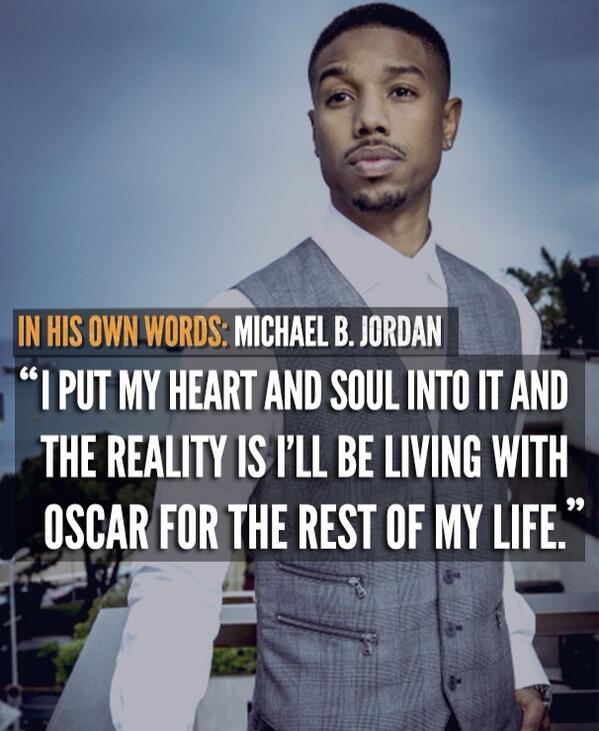 IN HIS OWN WORDS: MICHAEL B. JORDAN
“I PUT MY HEART AND SOUL INTO IT AND
THE REALITY IS I’LL BE LIVING WITH
OSCAR FOR THE REST OF MY LIFE.”